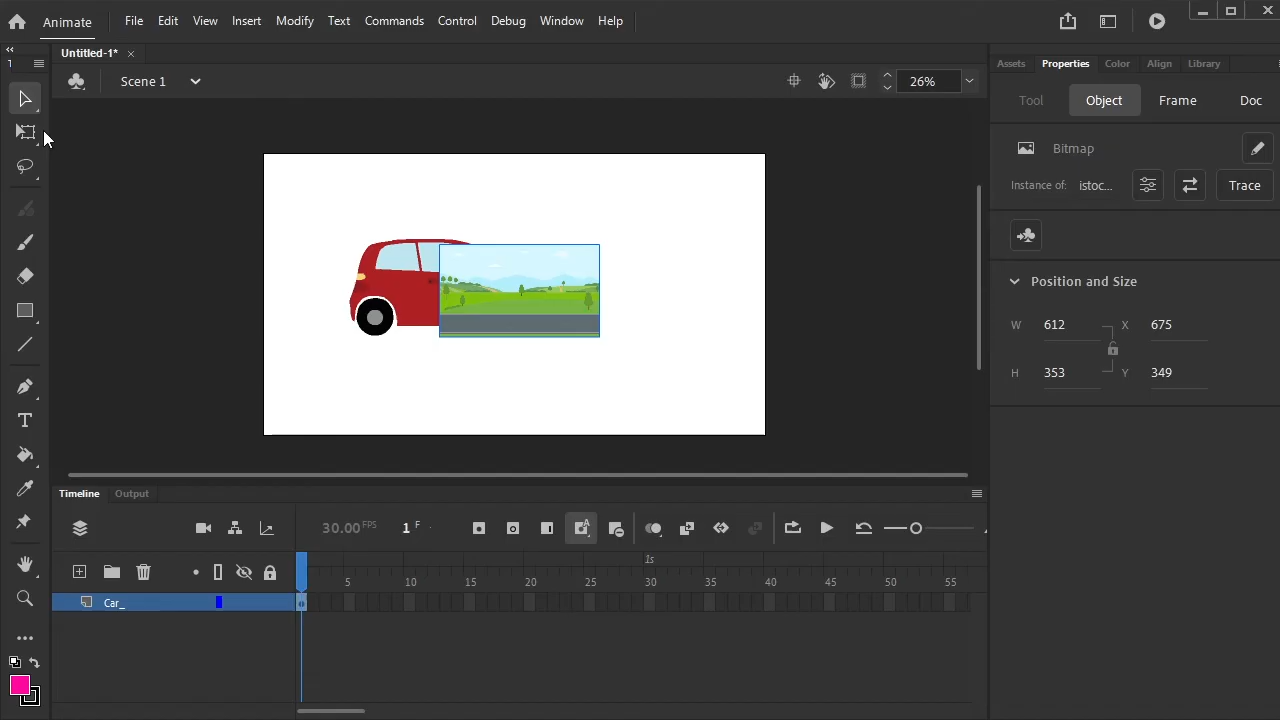 Animate File Edit View Insert Modify Text Commands Control Debug Window Help
Untitled-1*
Scene 1 26%
Assets Properties Color Align Library
Tool Object Frame Doc
Bitmap
Instance of: istoc... Trace
Position and Size
W 612 X 675
H 353 Y 349
Timeline Output
30.00 FPS 1 F
1s
5 10 15 20 25 30 35 40 45 50 55
Car_